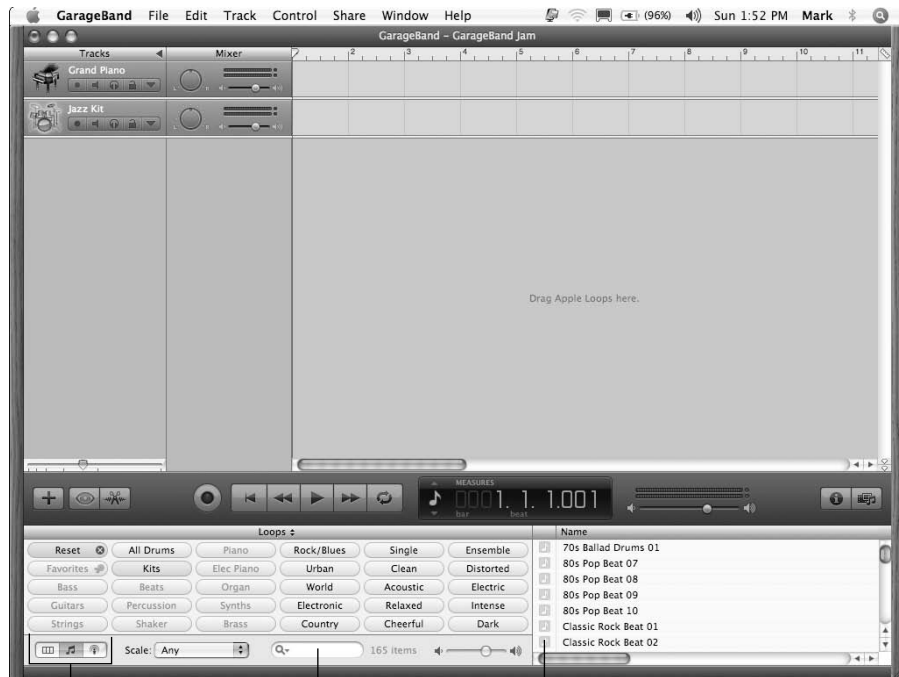 GarageBand File Edit Track Control Share Window Help (96%) Sun 1:52 PM Mark
GarageBand – GarageBand Jam
Tracks Mixer 2 3 4 5 6 7 8 9 10 11
Grand Piano
Jazz Kit
Drag Apple Loops here.
MEASURES
0001. 1. 1.001
bar beat
Loops Name
Reset All Drums Piano Rock/Blues Single Ensemble 70s Ballad Drums 01
80s Pop Beat 07
Favorites Kits Elec Piano Urban Clean Distorted 80s Pop Beat 08
Bass Beats Organ World Acoustic Electric 80s Pop Beat 09
Guitars Percussion Synths Electronic Relaxed Intense 80s Pop Beat 10
Strings Shaker Brass Country Cheerful Dark Classic Rock Beat 01
Scale: Any 165 items Classic Rock Beat 02